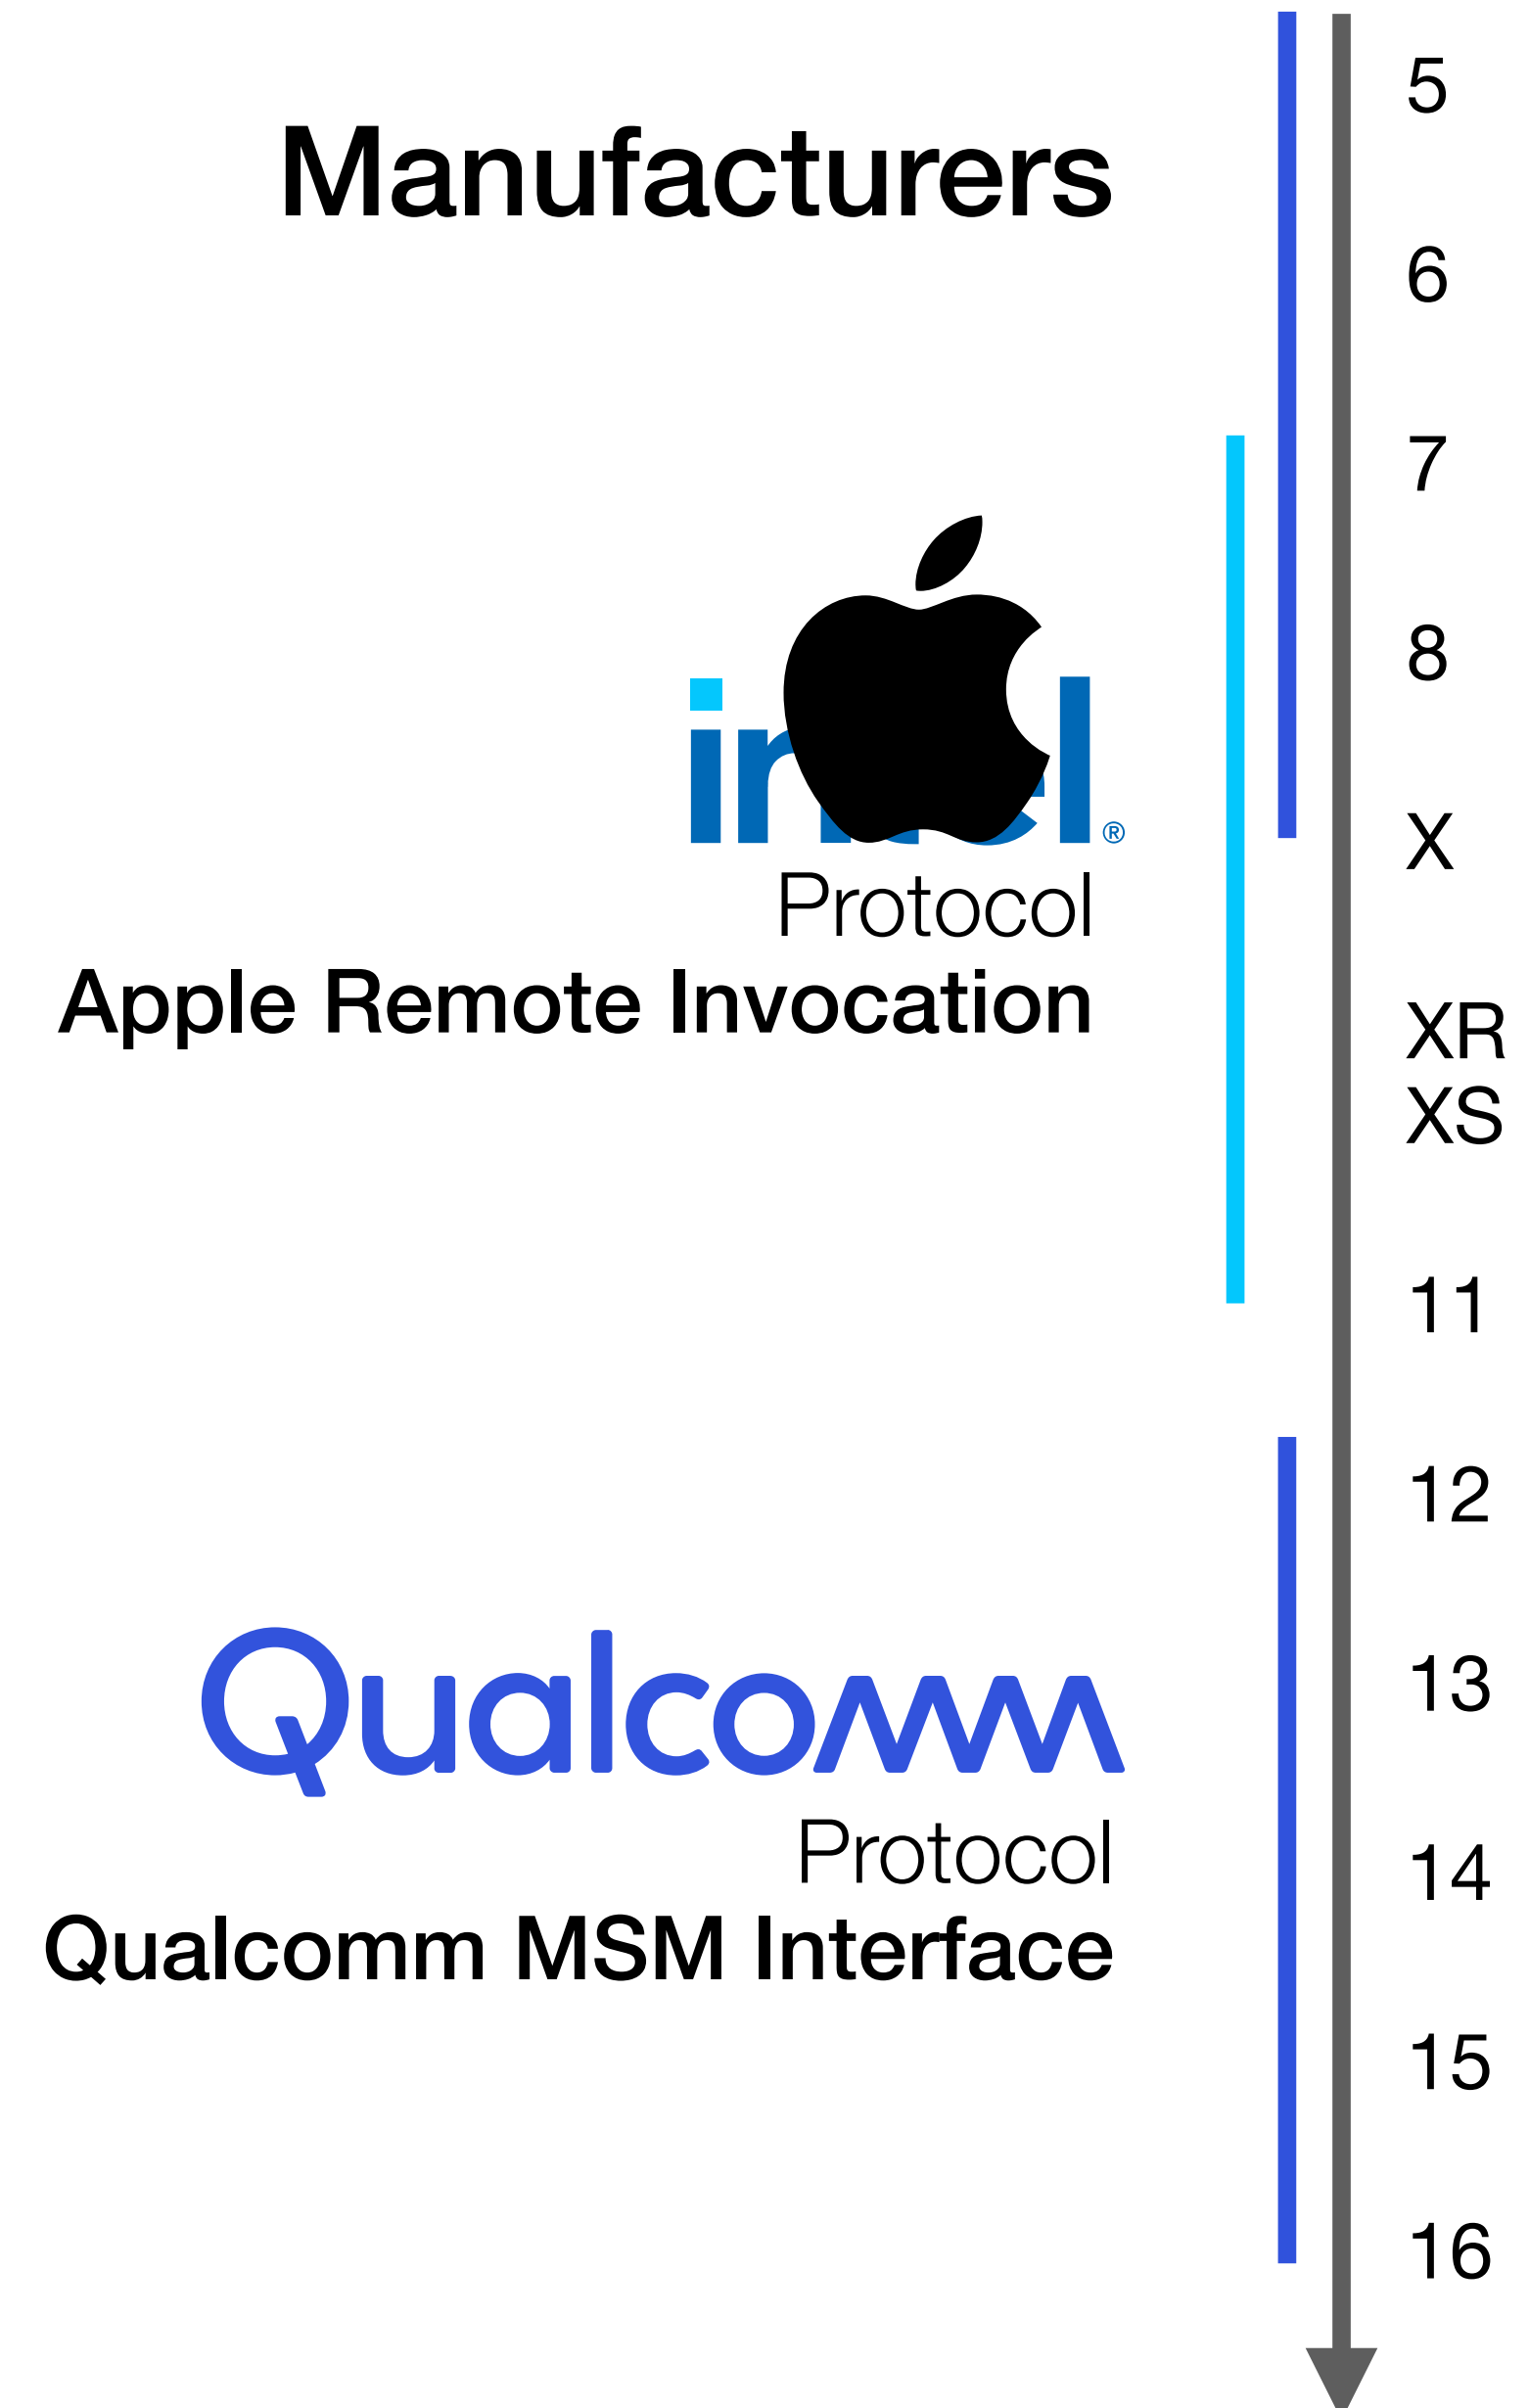 Manufacturers
5
6
7
8
X
®
Protocol
Apple Remote Invocation
XR
XS
11
12
13
Qualcomm
Protocol
Qualcomm MSM Interface
14
15
16